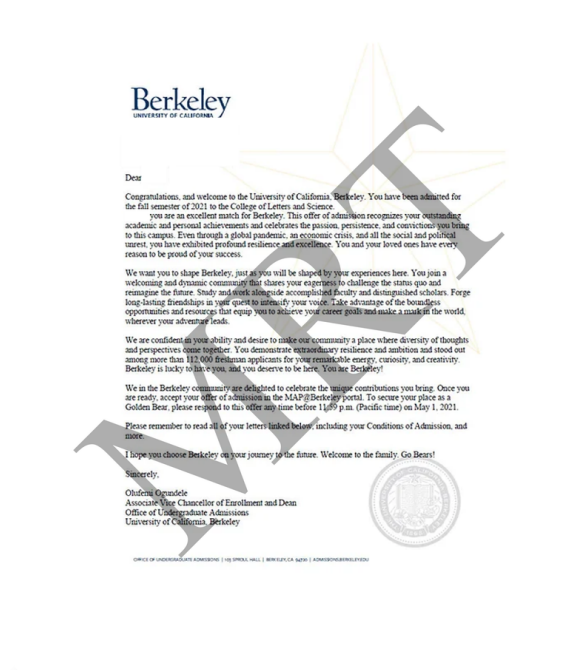 Berkeley
UNIVERSITY OF CALIFORNIA
Dear
Congratulations, and welcome to the University of California, Berkeley. You have been admitted for
the fall semester of 2021 to the College of Letters and Science.
you are an excellent match for Berkeley. This offer of admission recognizes your outstanding
academic and personal achievements and celebrates the passion, persistence, and convictions you bring
to this campus. Even through a global pandemic, an economic crisis, and all the social and political
unrest, you have exhibited profound resilience and excellence. You and your loved ones have every
reason to be proud of your success.
We want you to shape Berkeley, just as you will be shaped by your experiences here. You join a
welcoming and dynamic community that shares your eagerness to challenge the status quo and
reimagine the future. Study and work alongside accomplished faculty and distinguished scholars. Forge
long-lasting friendships in your quest to intensify your voice. Take advantage of the boundless
opportunities and resources that equip you to achieve your career goals and make a mark in the world,
wherever your adventure leads.
We are confident in your ability and desire to make our community a place where diversity of thoughts
and perspectives come together. You demonstrate extraordinary resilience and ambition and stood out
among more than 112,000 freshman applicants for your remarkable energy, curiosity, and creativity.
Berkeley is lucky to have you, and you deserve to be here. You are Berkeley!
We in the Berkeley community are delighted to celebrate the unique contributions you bring. Once you
are ready, accept your offer of admission in the MAP@Berkeley portal. To secure your place as a
Golden Bear, please respond to this offer any time before 11:59 p.m. (Pacific time) on May 1, 2021.
Please remember to read all of your letters linked below, including your Conditions of Admission, and
more.
I hope you choose Berkeley on your journey to the future. Welcome to the family. Go Bears!
Sincerely,
Olufemi Ogundele
Associate Vice Chancellor of Enrollment and Dean
Office of Undergraduate Admissions
University of California, Berkeley
OFFICE OF UNDERGRADUATE ADMISSIONS | 103 SPROUL HALL | BERKELEY, CA 94720 | ADMISSIONS.BERKELEY.EDU
MRT